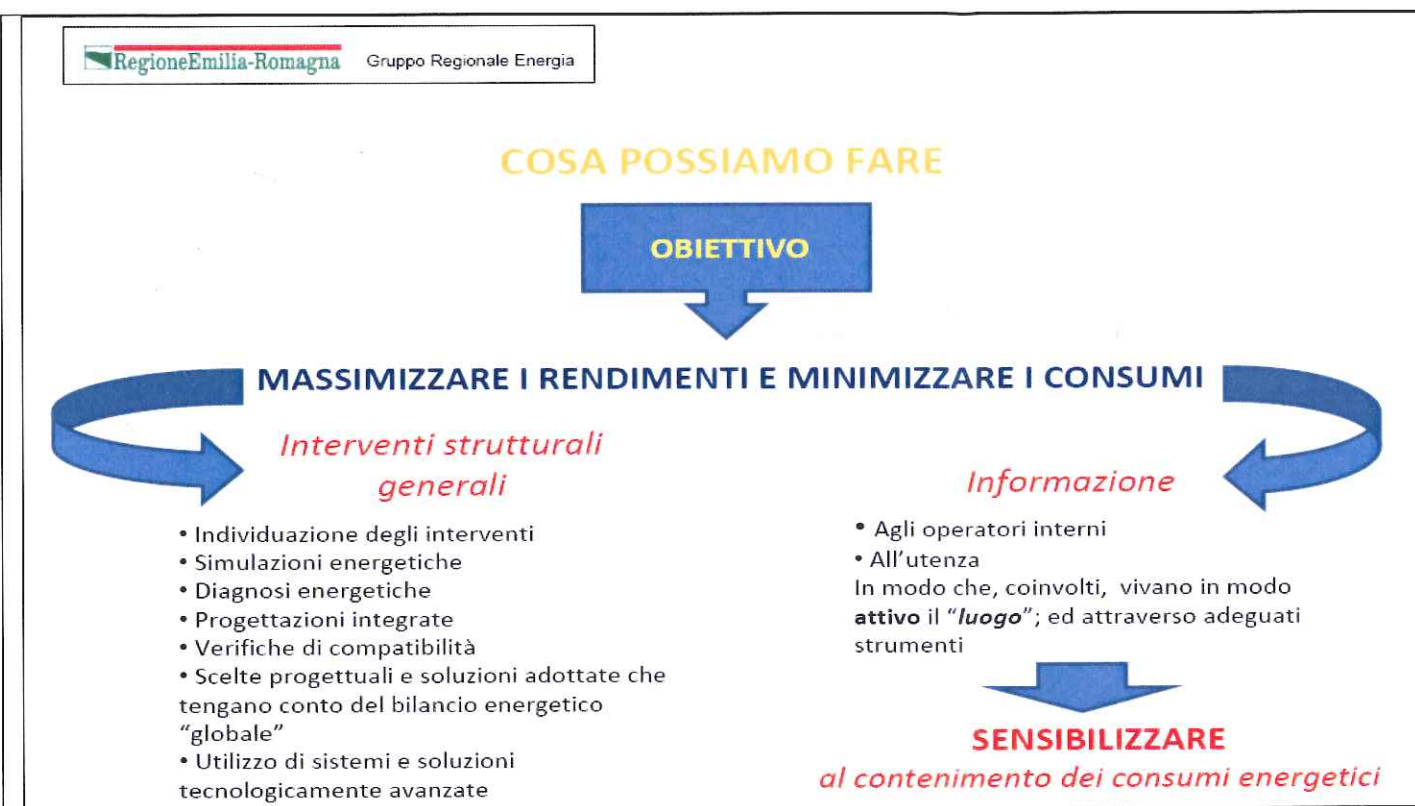 RegioneEmilia-Romagna Gruppo Regionale Energia
COSA POSSIAMO FARE
OBIETTIVO
MASSIMIZZARE I RENDIMENTI E MINIMIZZARE I CONSUMI
Interventi strutturali
generali
• Individuazione degli interventi
• Simulazioni energetiche
• Diagnosi energetiche
• Progettazioni integrate
• Verifiche di compatibilità
• Scelte progettuali e soluzioni adottate che
tengano conto del bilancio energetico
“globale”
• Utilizzo di sistemi e soluzioni
tecnologicamente avanzate
Informazione
• Agli operatori interni
• All’utenza
In modo che, coinvolti, vivano in modo
attivo il “luogo”; ed attraverso adeguati
strumenti
SENSIBILIZZARE
al contenimento dei consumi energetici